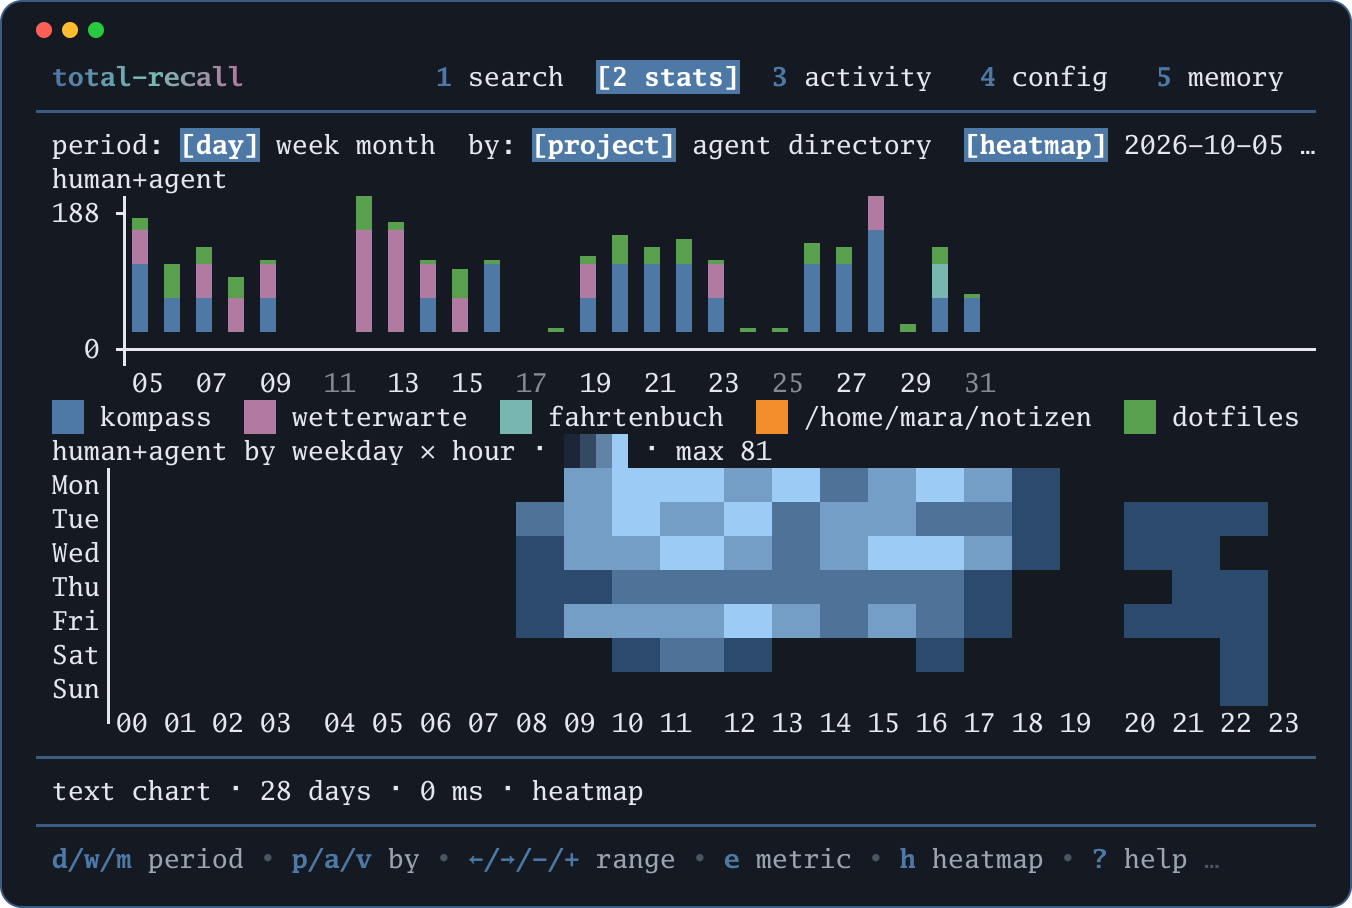 total-recall 1 search [2 stats] 3 activity 4 config 5 memory
period: [day] week month by: [project] agent directory [heatmap] 2026-10-05 …
human+agent
188
0
05 07 09 11 13 15 17 19 21 23 25 27 29 31
kompass wetterwarte fahrtenbuch /home/mara/notizen dotfiles
human+agent by weekday × hour · · max 81
Mon
Tue
Wed
Thu
Fri
Sat
Sun
00 01 02 03 04 05 06 07 08 09 10 11 12 13 14 15 16 17 18 19 20 21 22 23
text chart · 28 days · 0 ms · heatmap
d/w/m period • p/a/v by • ←/→/−/+ range • e metric • h heatmap • ? help …